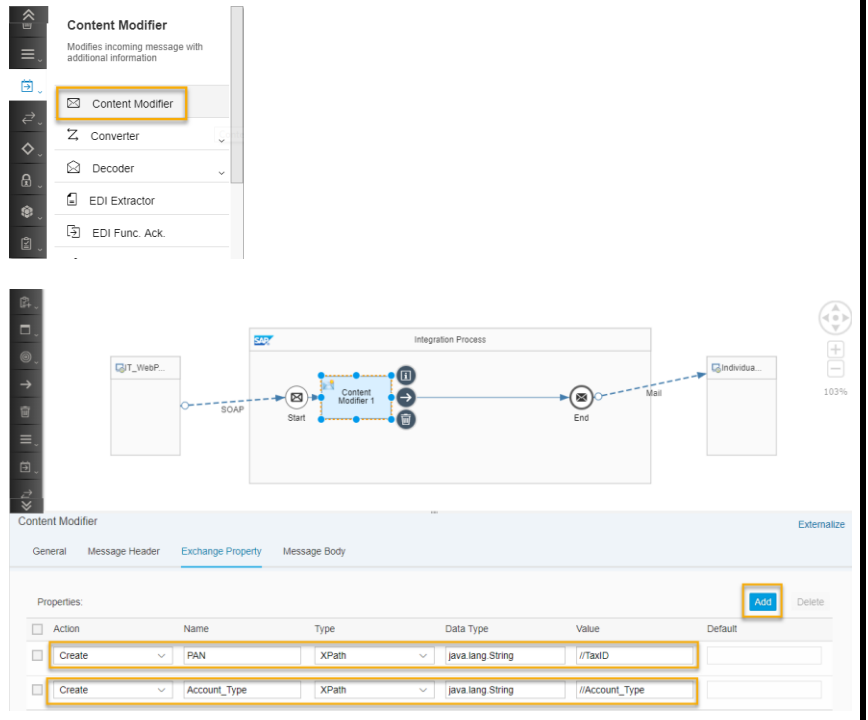 Content Modifier
Modifies incoming message with
additional information
Content Modifier
Converter
Decoder
EDI Extractor
EDI Func. Ack.
SAP
Integration Process
IT_WebP...
Individua...
SOAP
Start
Content
Modifier 1
End
Mail
103%
Content Modifier
Externalize
General Message Header Exchange Property Message Body
Properties:
Add Delete
Action Name Type Data Type Value Default
Create PAN XPath java.lang.String //TaxID
Create Account_Type XPath java.lang.String //Account_Type